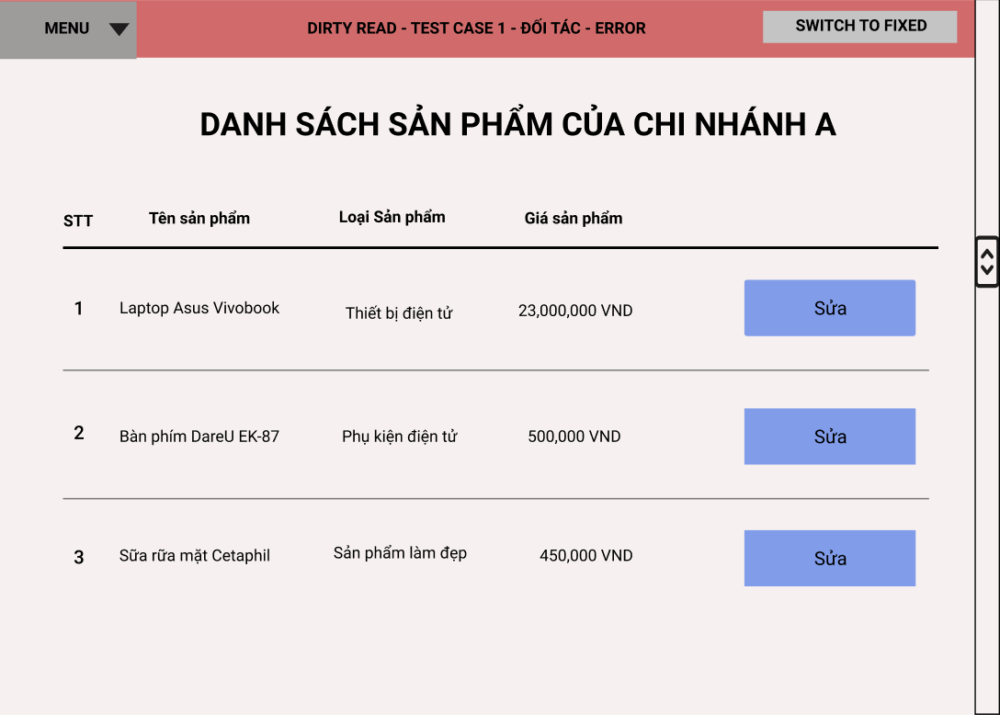 MENU
DIRTY READ - TEST CASE 1 - ĐỐI TÁC - ERROR
SWITCH TO FIXED
DANH SÁCH SẢN PHẨM CỦA CHI NHÁNH A
STT Tên sản phẩm Loại Sản phẩm Giá sản phẩm
1 Laptop Asus Vivobook Thiết bị điện tử 23,000,000 VND Sửa
2 Bàn phím DareU EK-87 Phụ kiện điện tử 500,000 VND Sửa
3 Sữa rữa mặt Cetaphil Sản phẩm làm đẹp 450,000 VND Sửa